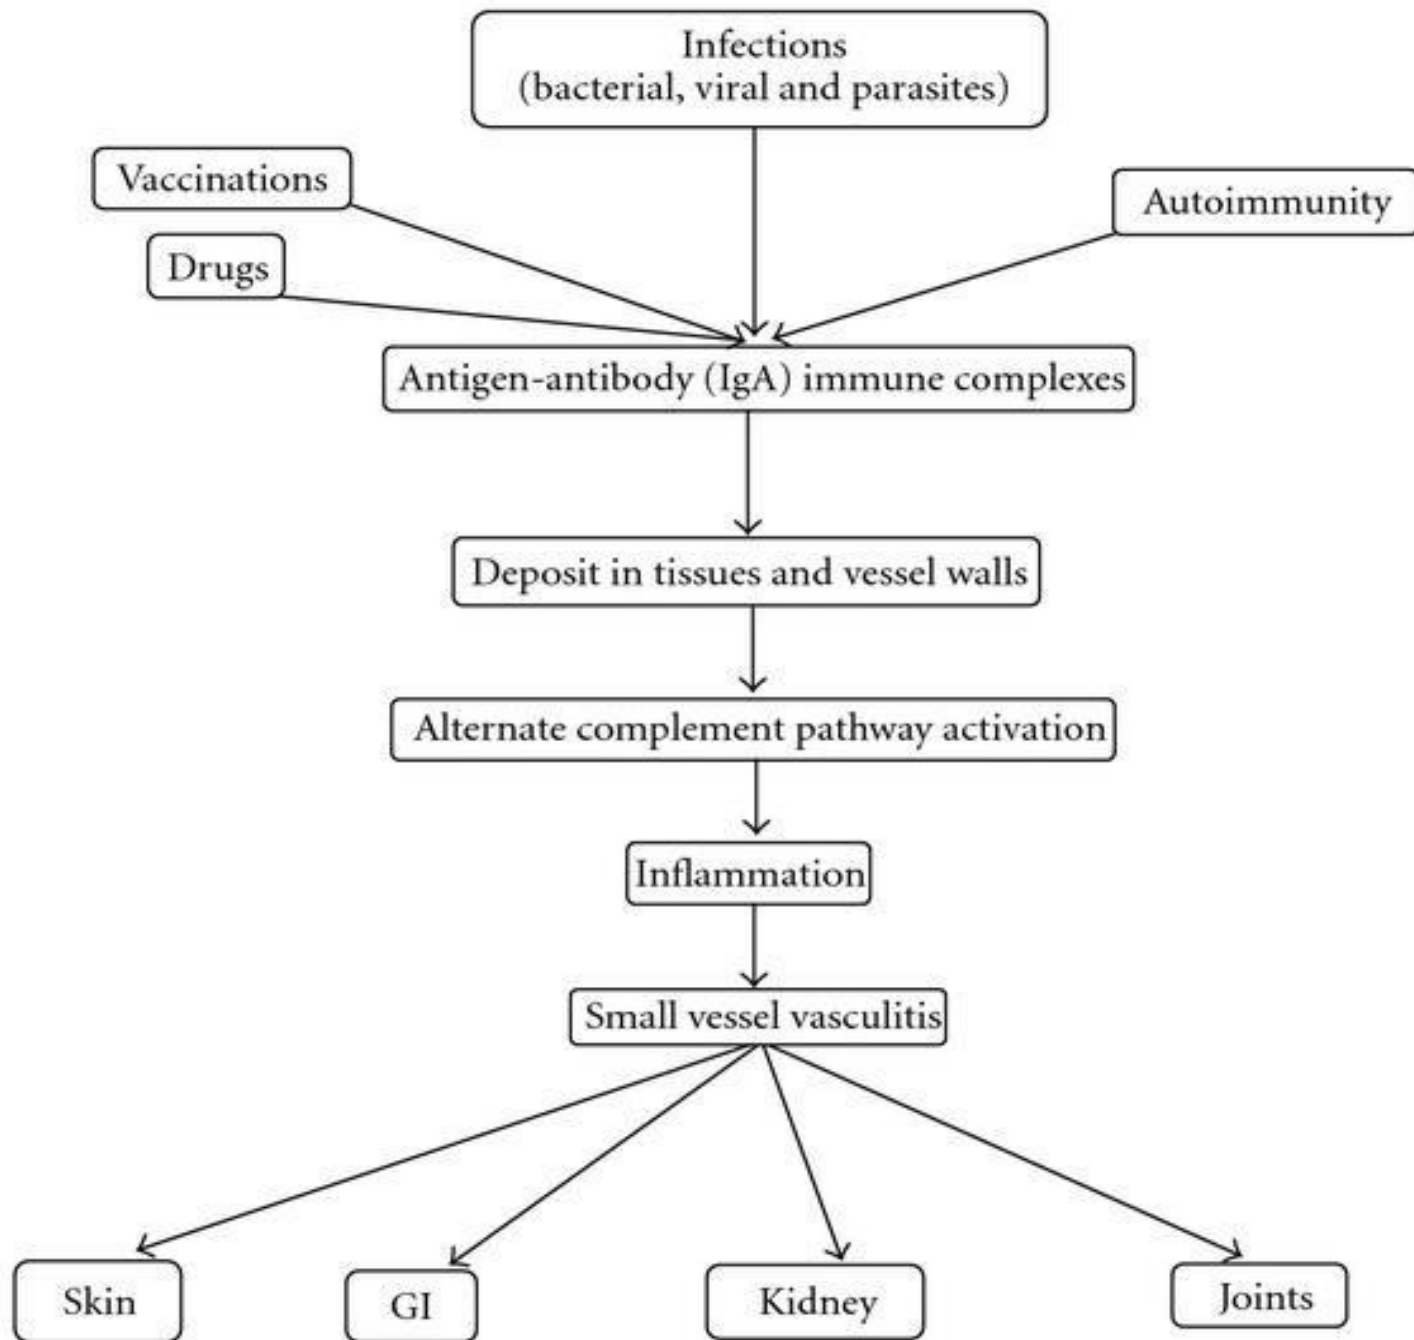 Infections
(bacterial, viral and parasites)
Vaccinations
Autoimmunity
Drugs
Antigen-antibody (IgA) immune complexes
Deposit in tissues and vessel walls
Alternate complement pathway activation
Inflammation
Small vessel vasculitis
Skin
GI
Kidney
Joints